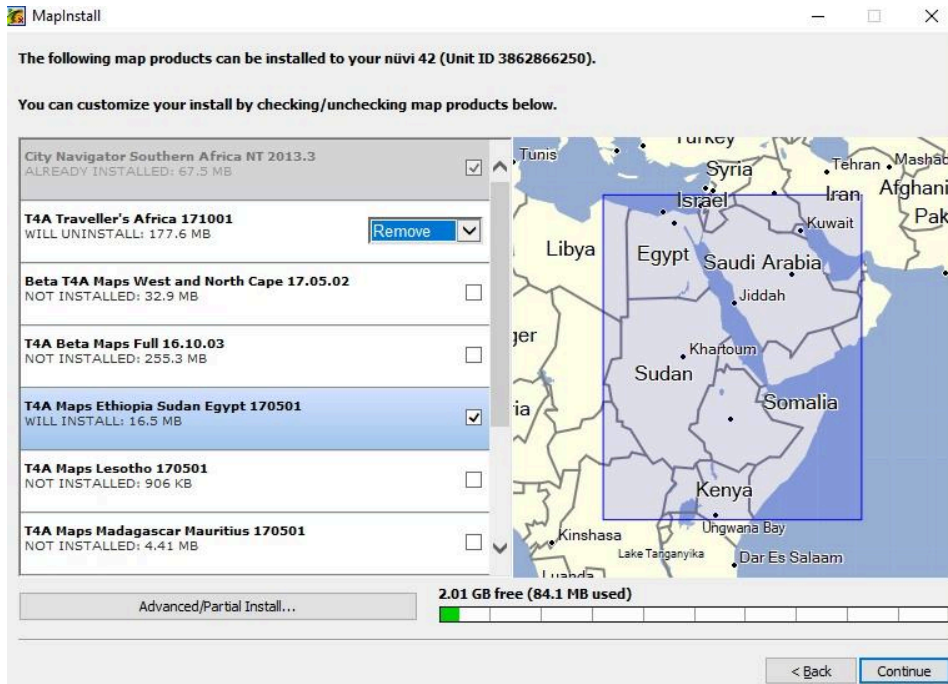 MapInstall
The following map products can be installed to your nüvi 42 (Unit ID 3862866250).
You can customize your install by checking/unchecking map products below.
City Navigator Southern Africa NT 2013.3
ALREADY INSTALLED: 67.5 MB
T4A Traveller's Africa 171001
WILL UNINSTALL: 177.6 MB
Remove
Beta T4A Maps West and North Cape 17.05.02
NOT INSTALLED: 32.9 MB
T4A Beta Maps Full 16.10.03
NOT INSTALLED: 255.3 MB
T4A Maps Ethiopia Sudan Egypt 170501
WILL INSTALL: 16.5 MB
T4A Maps Lesotho 170501
NOT INSTALLED: 906 KB
T4A Maps Madagascar Mauritius 170501
NOT INSTALLED: 4.41 MB
Turkey
Tunis
Syria
Tehran
Mashad
Israel
Iran
Afghani
Kuwait
Pak
Libya
Egypt
Saudi Arabia
Jiddah
ger
Khartoum
Sudan
ia
Somalia
Kenya
Kinshasa
Ungwana Bay
Lake Tanganyika
Dar Es Salaam
Luanda
Advanced/Partial Install...
2.01 GB free (84.1 MB used)
< Back
Continue